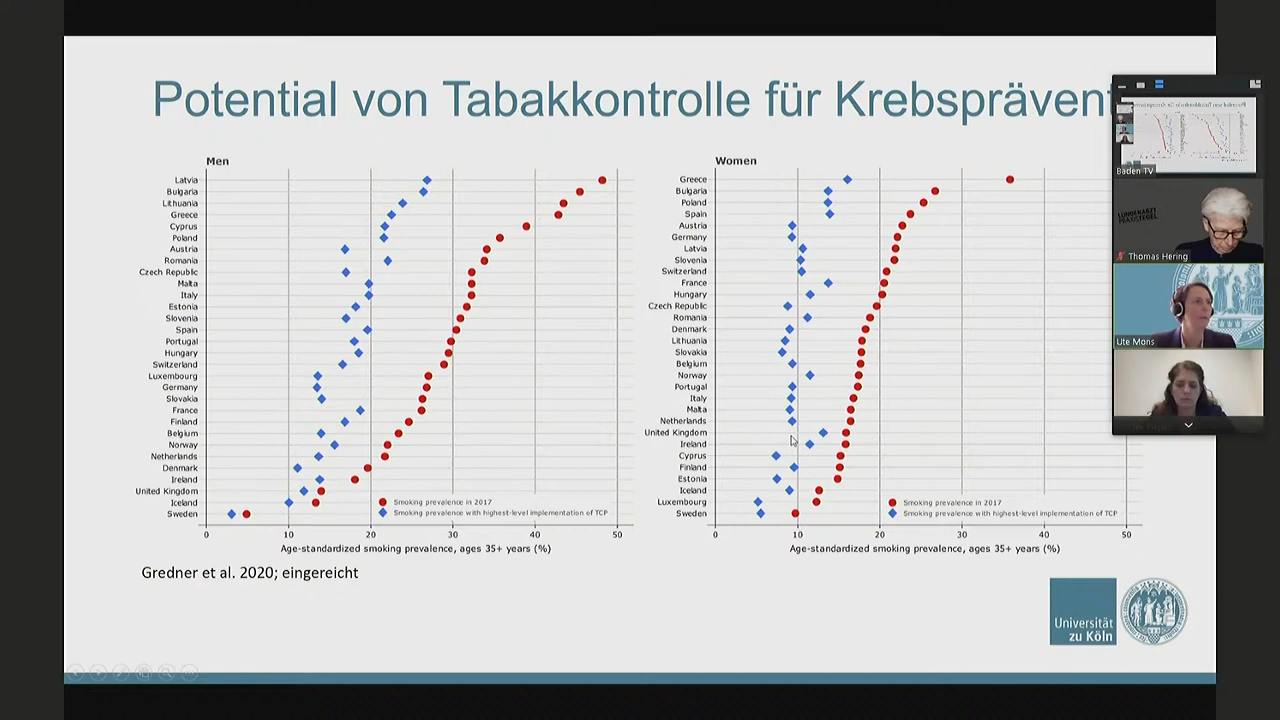 Potential von Tabakkontrolle für Krebspräven
Men
Latvia
Bulgaria
Lithuania
Greece
Cyprus
Poland
Austria
Romania
Czech Republic
Malta
Italy
Estonia
Slovenia
Spain
Portugal
Hungary
Switzerland
Luxembourg
Germany
Slovakia
France
Finland
Belgium
Norway
Netherlands
Denmark
Ireland
United Kingdom
Iceland
Sweden
Smoking prevalence in 2017
Smoking prevalence with highest-level implementation of TCP
0 10 20 30 40 50
Age-standardized smoking prevalence, ages 35+ years (%)
Women
Greece
Bulgaria
Poland
Spain
Austria
Germany
Latvia
Slovenia
Switzerland
France
Hungary
Czech Republic
Romania
Denmark
Lithuania
Slovakia
Belgium
Norway
Portugal
Italy
Malta
Netherlands
United Kingdom
Ireland
Cyprus
Finland
Estonia
Iceland
Luxembourg
Sweden
Smoking prevalence in 2017
Smoking prevalence with highest-level implementation of TCP
0 10 20 30 40 50
Age-standardized smoking prevalence, ages 35+ years (%)
Gredner et al. 2020; eingereicht
Universität
zu Köln
Baden TV
LUNGENARZT
PRAXISTEGEL
Thomas Hering
Ute Mons